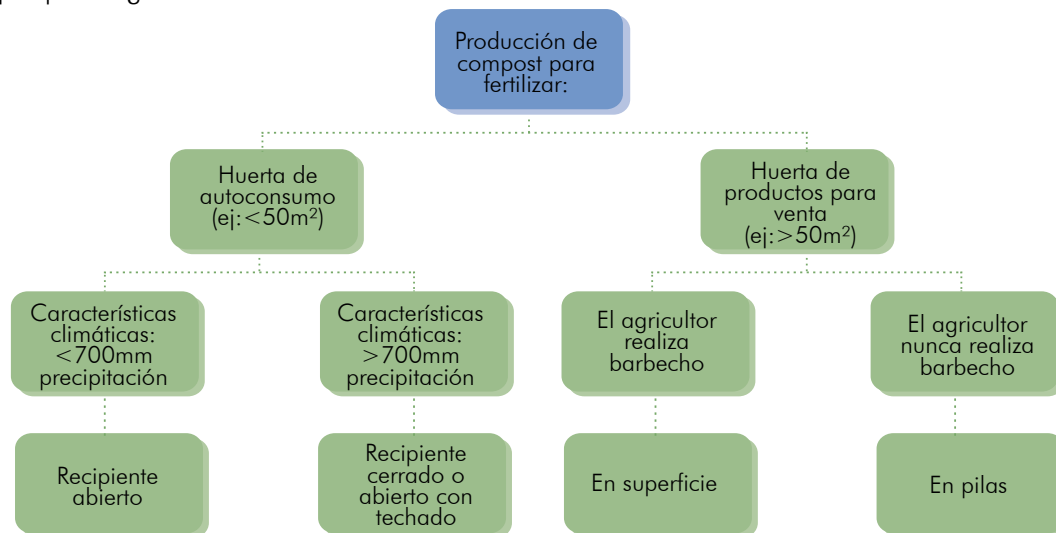 Producción de
compost para
fertilizar:
Huerta de
autoconsumo
(ej:<50m²)
Huerta de
productos para
venta
(ej:>50m²)
Características
climáticas:
<700mm
precipitación
Características
climáticas:
>700mm
precipitación
El agricultor
realiza
barbecho
El agricultor
nunca realiza
barbecho
Recipiente
abierto
Recipiente
cerrado o
abierto con
techado
En superficie
En pilas